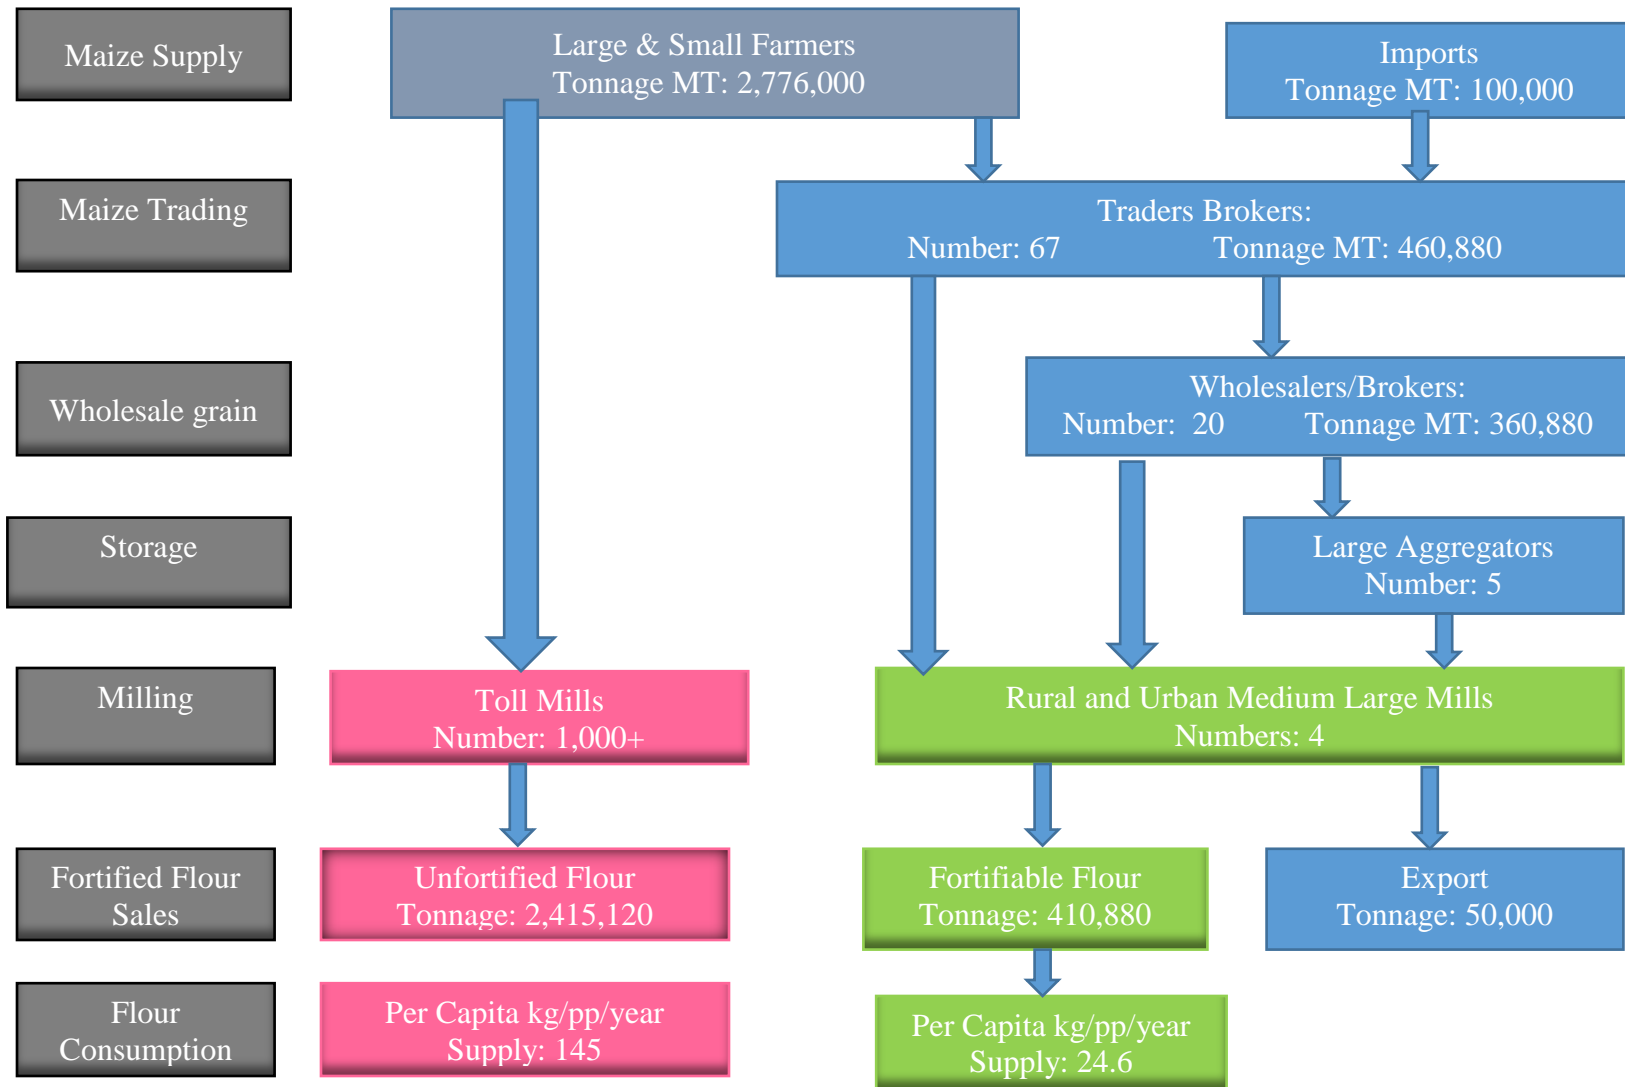 Maize Supply
Large & Small Farmers
Tonnage MT: 2,776,000
Imports
Tonnage MT: 100,000
Maize Trading
Traders Brokers:
Number: 67 Tonnage MT: 460,880
Wholesale grain
Wholesalers/Brokers:
Number: 20 Tonnage MT: 360,880
Storage
Large Aggregators
Number: 5
Milling
Toll Mills
Number: 1,000+
Rural and Urban Medium Large Mills
Numbers: 4
Fortified Flour
Sales
Unfortified Flour
Tonnage: 2,415,120
Fortifiable Flour
Tonnage: 410,880
Export
Tonnage: 50,000
Flour
Consumption
Per Capita kg/pp/year
Supply: 145
Per Capita kg/pp/year
Supply: 24.6